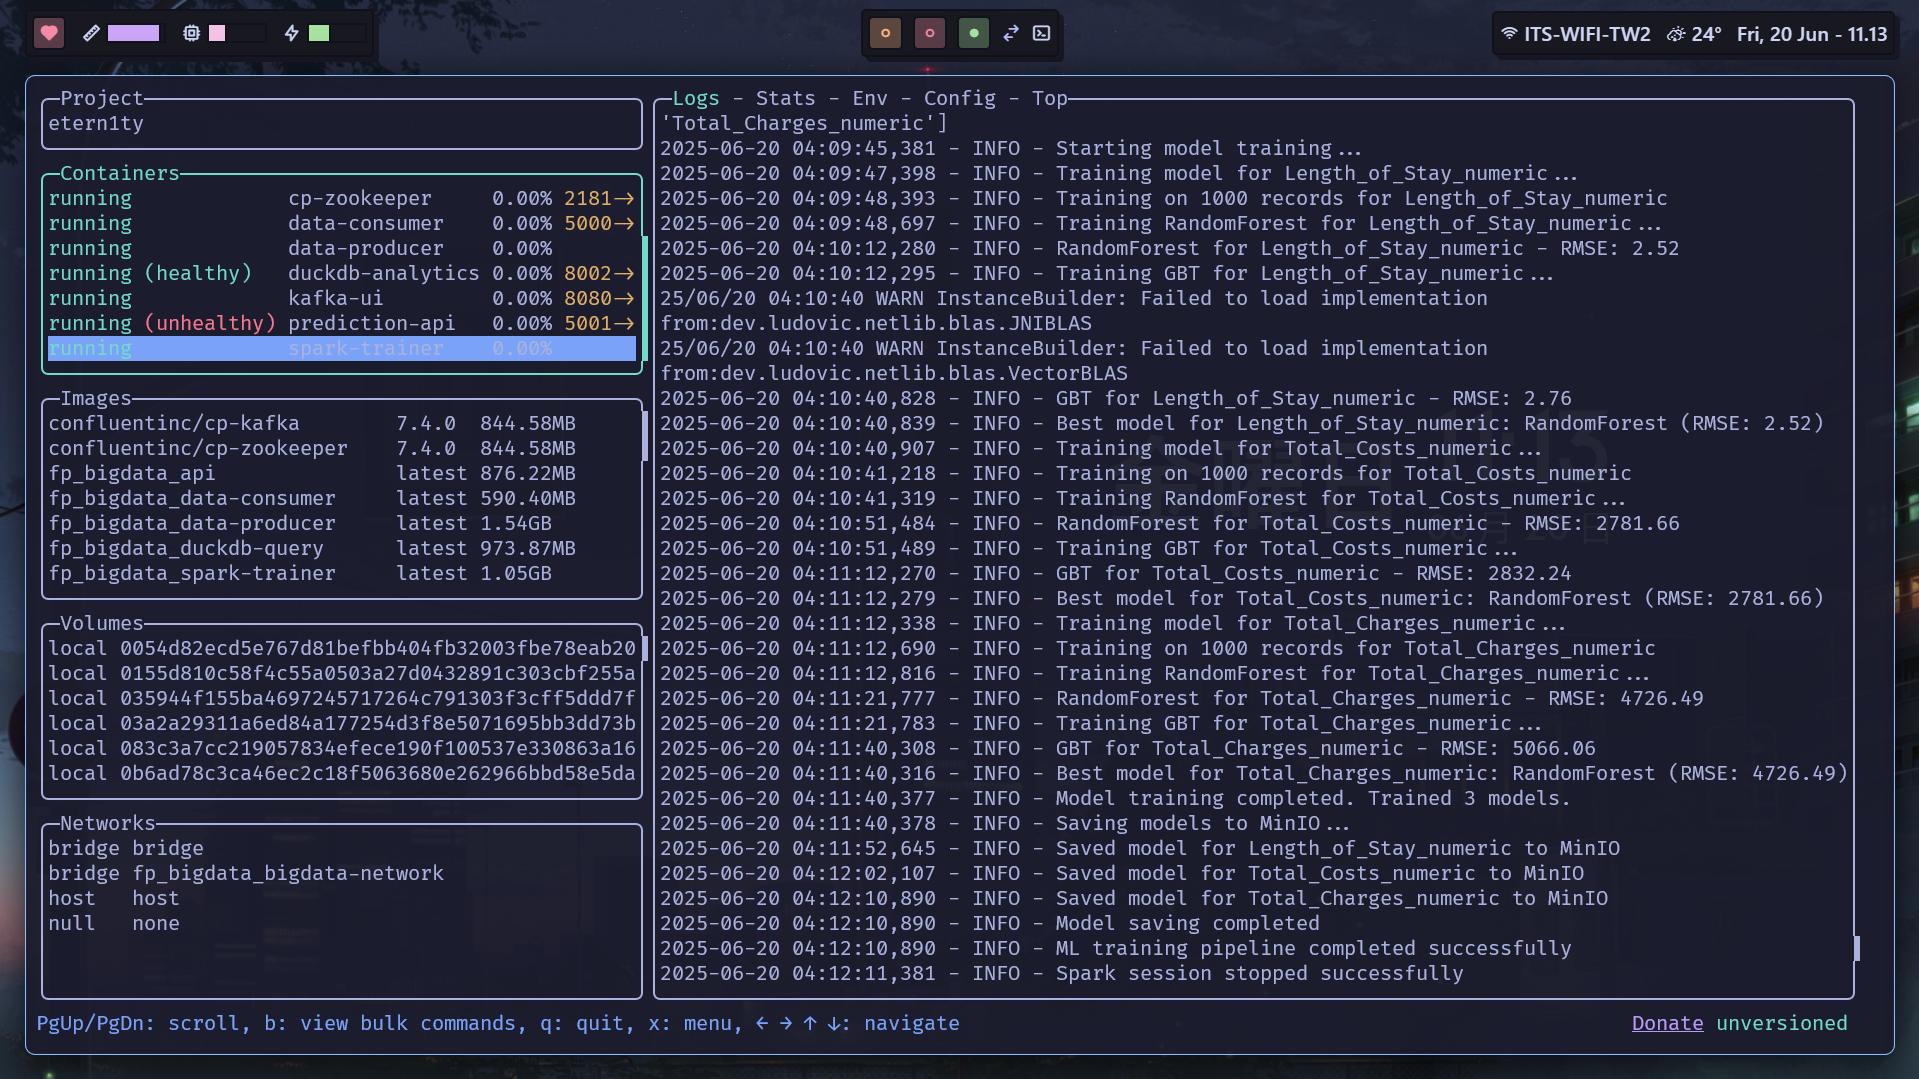 ITS-WIFI-TW2 24° Fri, 20 Jun - 11.13
Project
etern1ty
Containers
running cp-zookeeper 0.00% 2181→
running data-consumer 0.00% 5000→
running data-producer 0.00%
running (healthy) duckdb-analytics 0.00% 8002→
running kafka-ui 0.00% 8080→
running (unhealthy) prediction-api 0.00% 5001→
running spark-trainer 0.00%
Images
confluentinc/cp-kafka 7.4.0 844.58MB
confluentinc/cp-zookeeper 7.4.0 844.58MB
fp_bigdata_api latest 876.22MB
fp_bigdata_data-consumer latest 590.40MB
fp_bigdata_data-producer latest 1.54GB
fp_bigdata_duckdb-query latest 973.87MB
fp_bigdata_spark-trainer latest 1.05GB
Volumes
local 0054d82ecd5e767d81befbb404fb32003fbe78eab20
local 0155d810c58f4c55a0503a27d0432891c303cbf255a
local 035944f155ba4697245717264c791303f3cff5ddd7f
local 03a2a29311a6ed84a177254d3f8e5071695bb3dd73b
local 083c3a7cc219057834efece190f100537e330863a16
local 0b6ad78c3ca46ec2c18f5063680e262966bbd58e5da
Networks
bridge bridge
bridge fp_bigdata_bigdata-network
host host
null none
Logs - Stats - Env - Config - Top
'Total_Charges_numeric']
2025-06-20 04:09:45,381 - INFO - Starting model training...
2025-06-20 04:09:47,398 - INFO - Training model for Length_of_Stay_numeric...
2025-06-20 04:09:48,393 - INFO - Training on 1000 records for Length_of_Stay_numeric
2025-06-20 04:09:48,697 - INFO - Training RandomForest for Length_of_Stay_numeric...
2025-06-20 04:10:12,280 - INFO - RandomForest for Length_of_Stay_numeric - RMSE: 2.52
2025-06-20 04:10:12,295 - INFO - Training GBT for Length_of_Stay_numeric...
25/06/20 04:10:40 WARN InstanceBuilder: Failed to load implementation
from:dev.ludovic.netlib.blas.JNIBLAS
25/06/20 04:10:40 WARN InstanceBuilder: Failed to load implementation
from:dev.ludovic.netlib.blas.VectorBLAS
2025-06-20 04:10:40,828 - INFO - GBT for Length_of_Stay_numeric - RMSE: 2.76
2025-06-20 04:10:40,839 - INFO - Best model for Length_of_Stay_numeric: RandomForest (RMSE: 2.52)
2025-06-20 04:10:40,907 - INFO - Training model for Total_Costs_numeric...
2025-06-20 04:10:41,218 - INFO - Training on 1000 records for Total_Costs_numeric
2025-06-20 04:10:41,319 - INFO - Training RandomForest for Total_Costs_numeric...
2025-06-20 04:10:51,484 - INFO - RandomForest for Total_Costs_numeric - RMSE: 2781.66
2025-06-20 04:10:51,489 - INFO - Training GBT for Total_Costs_numeric...
2025-06-20 04:11:12,270 - INFO - GBT for Total_Costs_numeric - RMSE: 2832.24
2025-06-20 04:11:12,279 - INFO - Best model for Total_Costs_numeric: RandomForest (RMSE: 2781.66)
2025-06-20 04:11:12,338 - INFO - Training model for Total_Charges_numeric...
2025-06-20 04:11:12,690 - INFO - Training on 1000 records for Total_Charges_numeric
2025-06-20 04:11:12,816 - INFO - Training RandomForest for Total_Charges_numeric...
2025-06-20 04:11:21,777 - INFO - RandomForest for Total_Charges_numeric - RMSE: 4726.49
2025-06-20 04:11:21,783 - INFO - Training GBT for Total_Charges_numeric...
2025-06-20 04:11:40,308 - INFO - GBT for Total_Charges_numeric - RMSE: 5066.06
2025-06-20 04:11:40,316 - INFO - Best model for Total_Charges_numeric: RandomForest (RMSE: 4726.49)
2025-06-20 04:11:40,377 - INFO - Model training completed. Trained 3 models.
2025-06-20 04:11:40,378 - INFO - Saving models to MinIO...
2025-06-20 04:11:52,645 - INFO - Saved model for Length_of_Stay_numeric to MinIO
2025-06-20 04:12:02,107 - INFO - Saved model for Total_Costs_numeric to MinIO
2025-06-20 04:12:10,890 - INFO - Saved model for Total_Charges_numeric to MinIO
2025-06-20 04:12:10,890 - INFO - Model saving completed
2025-06-20 04:12:10,890 - INFO - ML training pipeline completed successfully
2025-06-20 04:12:11,381 - INFO - Spark session stopped successfully
PgUp/PgDn: scroll, b: view bulk commands, q: quit, x: menu, ← → ↑ ↓: navigate
Donate unversioned